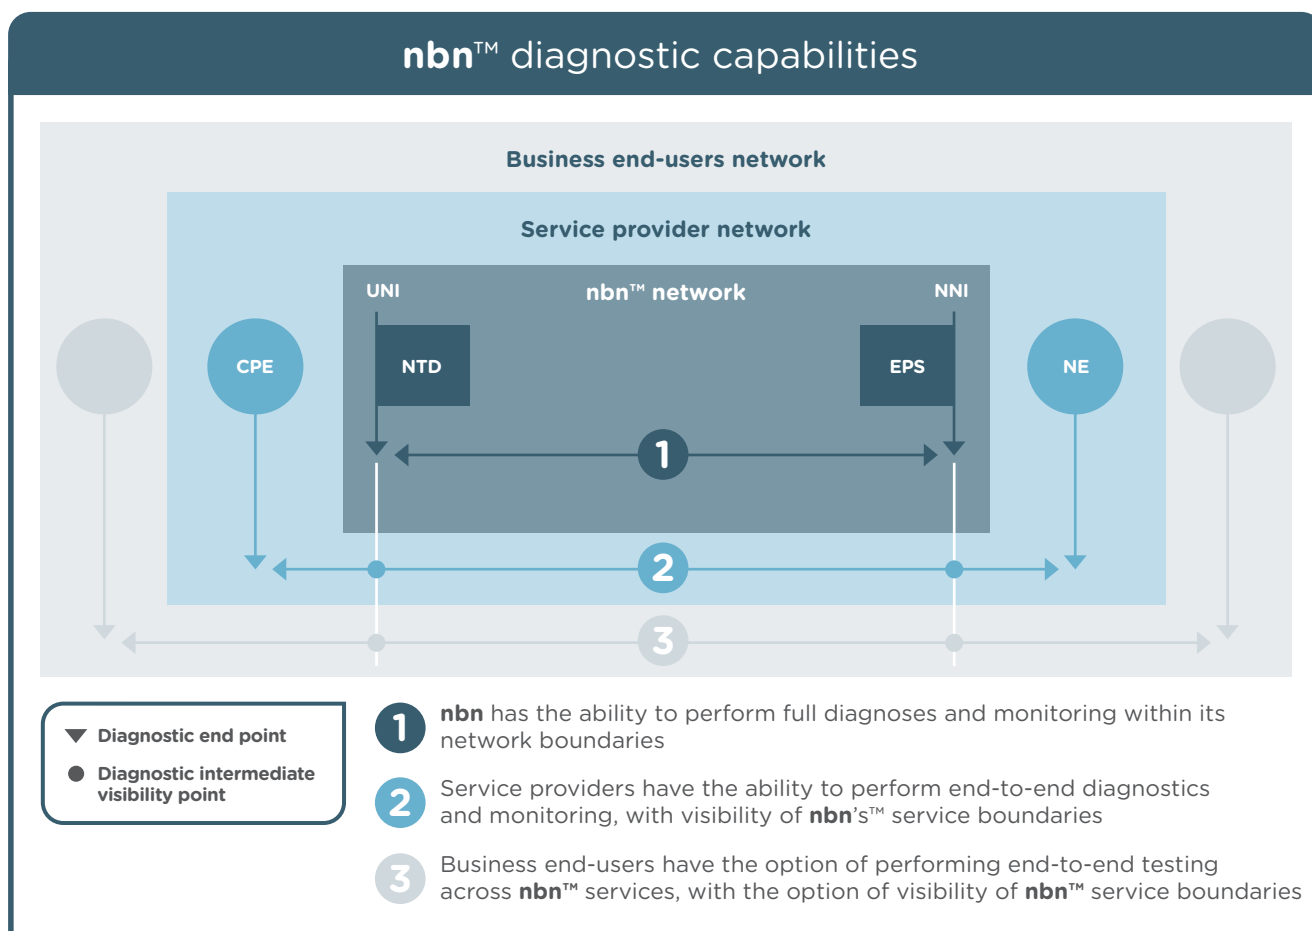 nbn™ diagnostic capabilities
Business end-users network
Service provider network
UNI
nbn™ network
NNI
CPE
NTD
EPS
NE
1
2
3
Diagnostic end point
Diagnostic intermediate
visibility point
1
nbn has the ability to perform full diagnoses and monitoring within its
network boundaries
2
Service providers have the ability to perform end-to-end diagnostics
and monitoring, with visibility of nbn's™ service boundaries
3
Business end-users have the option of performing end-to-end testing
across nbn™ services, with the option of visibility of nbn™ service boundaries